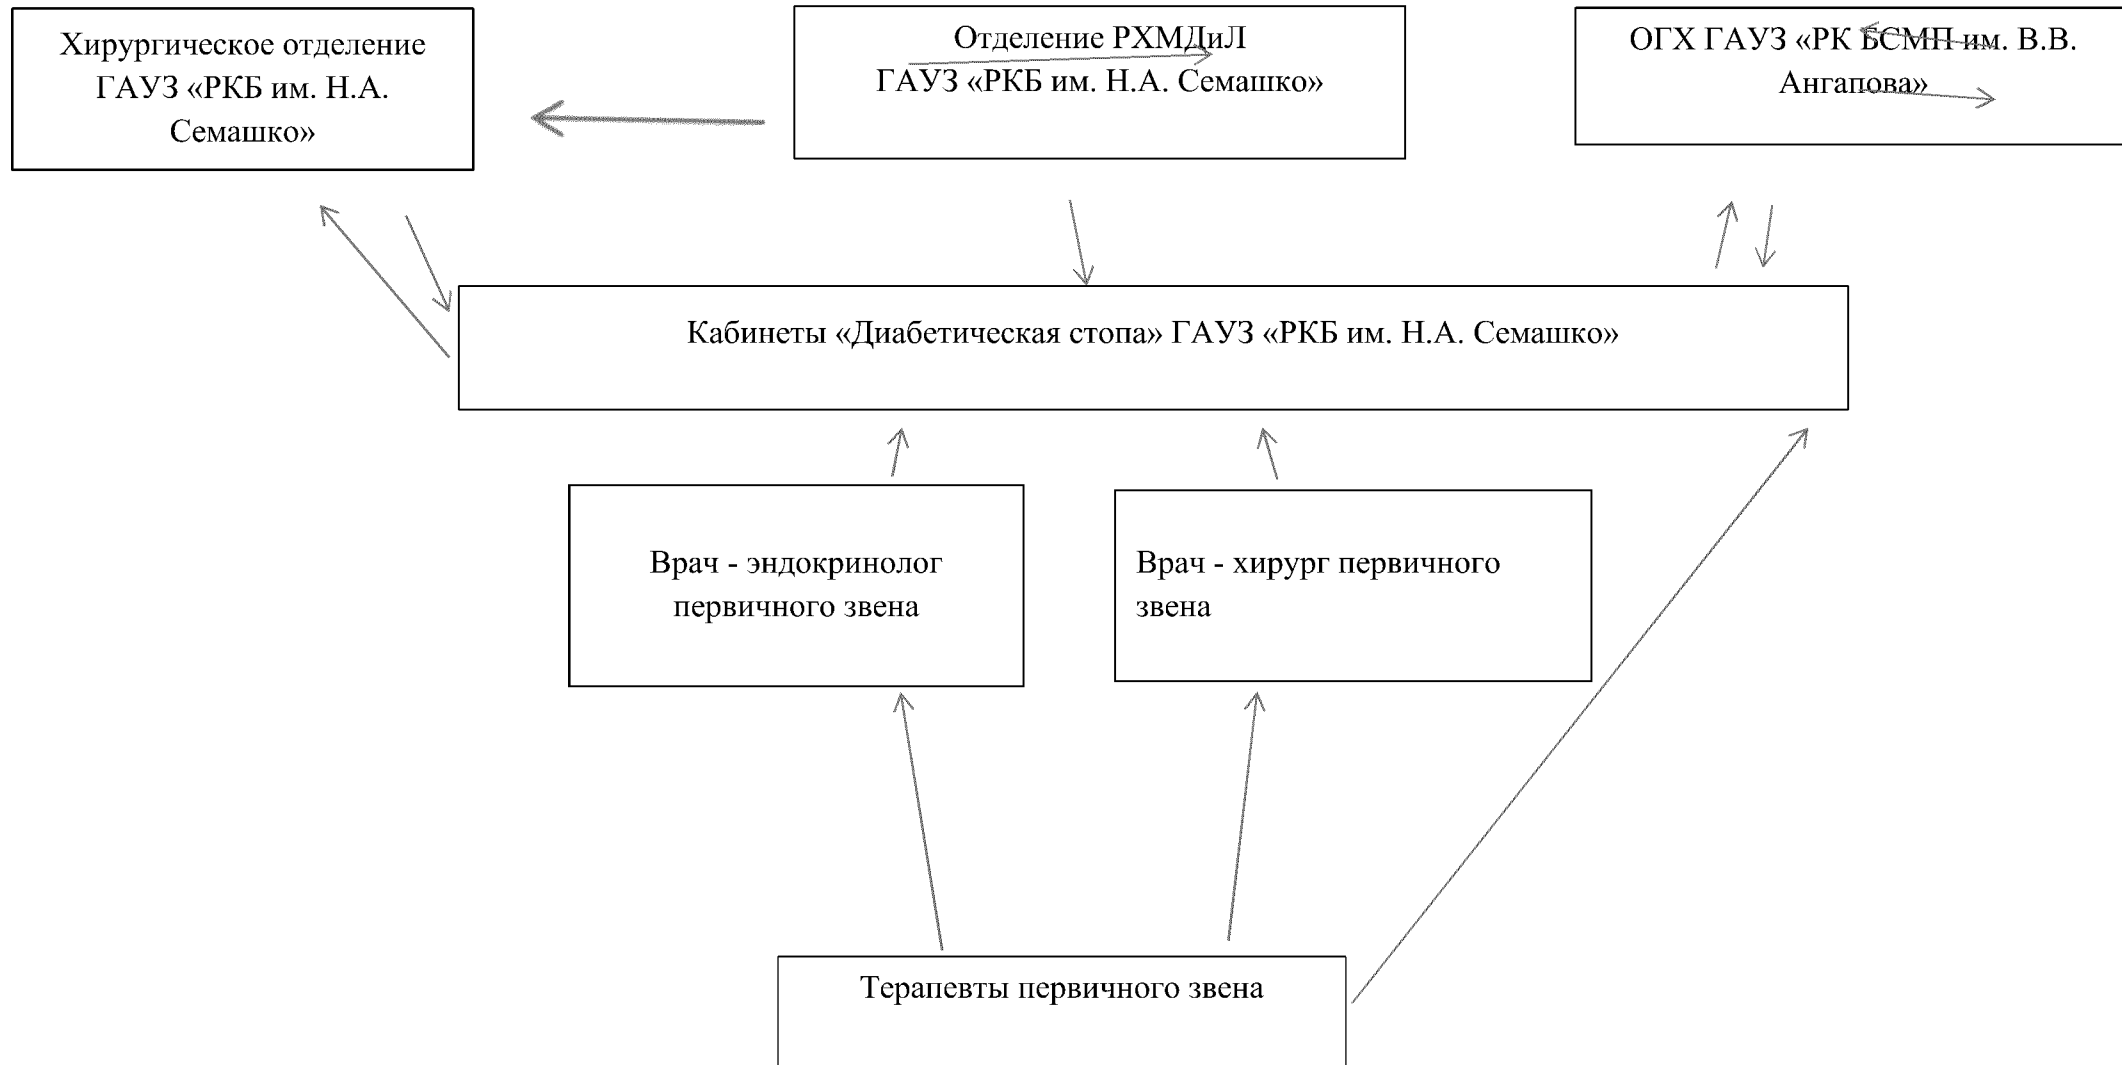 Хирургическое отделение
ГАУЗ «РКБ им. Н.А.
Семашко»
Отделение РХМДиЛ
ГАУЗ «РКБ им. Н.А. Семашко»
ОГХ ГАУЗ «РК БСМП им. В.В.
Ангапова»
Кабинеты «Диабетическая стопа» ГАУЗ «РКБ им. Н.А. Семашко»
Врач - эндокринолог
первичного звена
Врач - хирург первичного
звена
Терапевты первичного звена